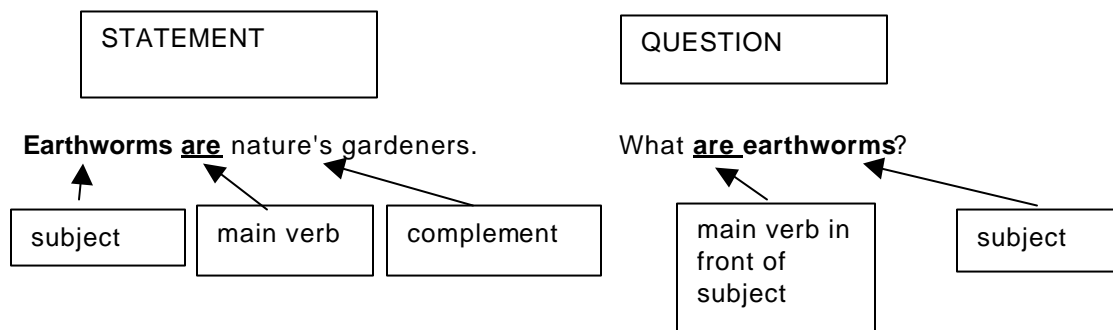 STATEMENT
QUESTION
Earthworms are nature's gardeners.
What are earthworms?
subject
main verb
complement
main verb in
front of
subject
subject